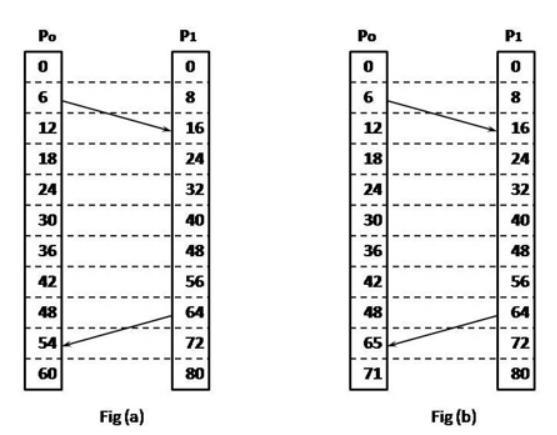 Po P1 Po P1
0 0 0 0
6 8 6 8
12 16 12 16
18 24 18 24
24 32 24 32
30 40 30 40
36 48 36 48
42 56 42 56
48 64 48 64
54 72 65 72
60 80 71 80
Fig (a) Fig (b)